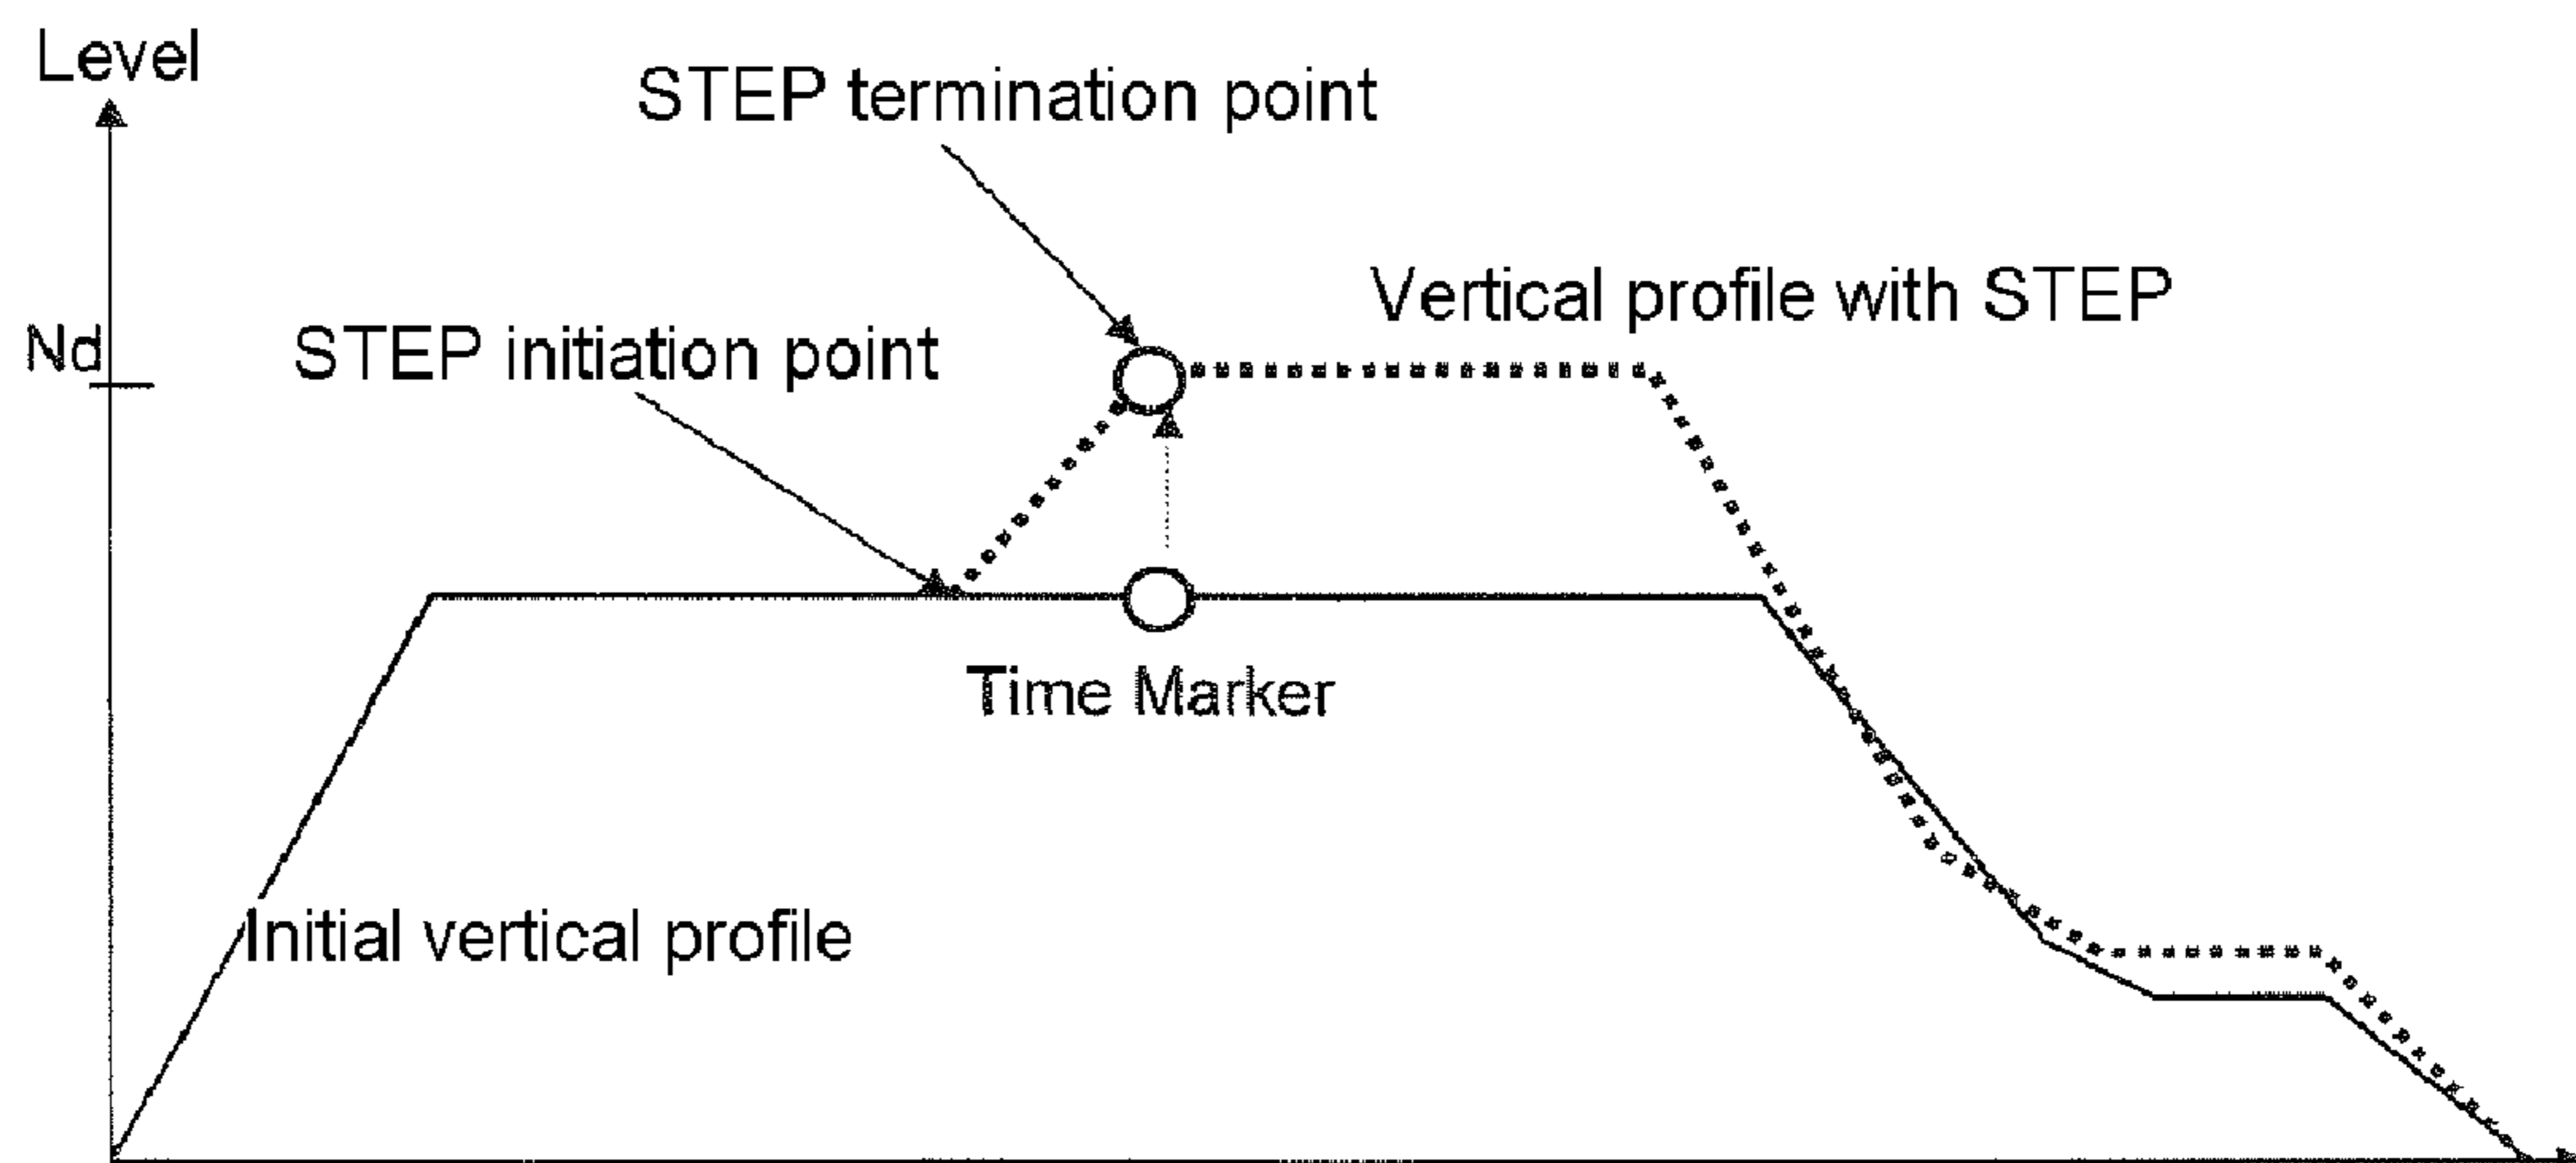 Level
STEP termination point
Vertical profile with STEP
Nd
STEP initiation point
Time Marker
Initial vertical profile